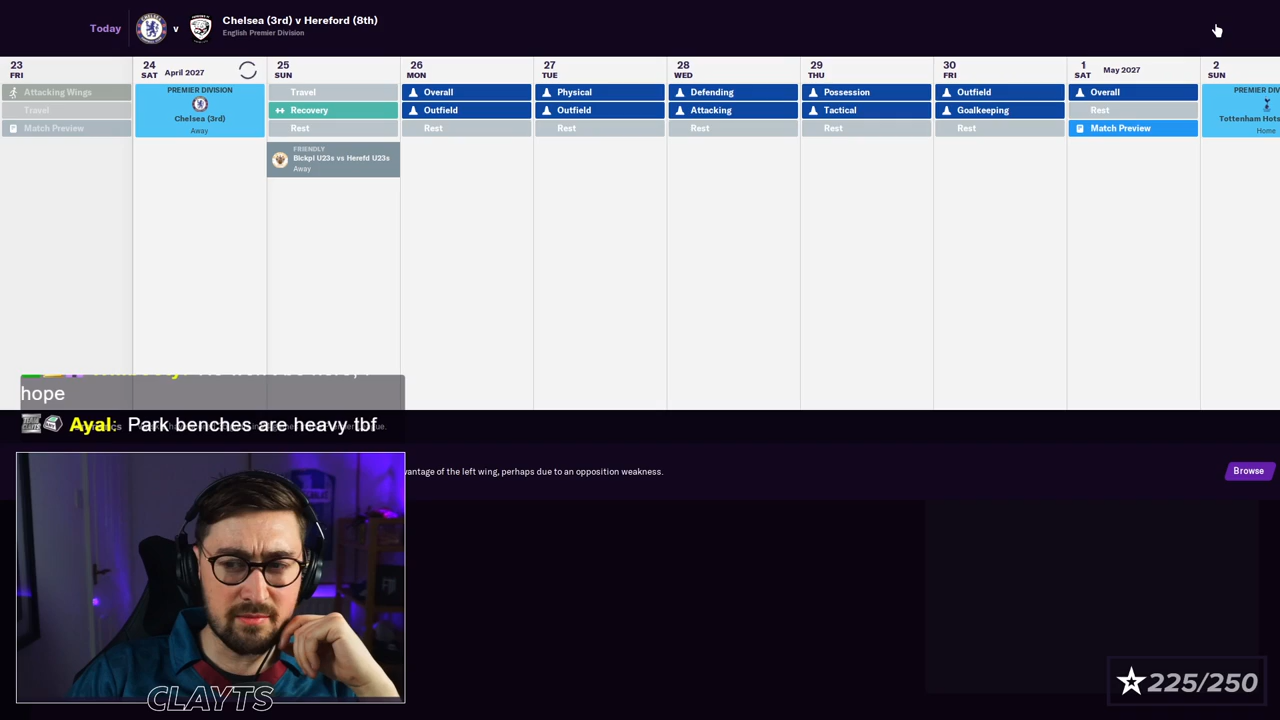 Today
v
Chelsea (3rd) v Hereford (8th)
English Premier Division
23
FRI
24
SAT April 2027
25
SUN
26
MON
27
TUE
28
WED
29
THU
30
FRI
1
SAT May 2027
2
SUN
Attacking Wings
Travel
Match Preview
PREMIER DIVISION
Chelsea (3rd)
Away
Travel
Recovery
Rest
FRIENDLY
Bickpl U23s vs Herefd U23s
Away
Overall
Outfield
Rest
Physical
Outfield
Rest
Defending
Attacking
Rest
Possession
Tactical
Rest
Outfield
Goalkeeping
Rest
Overall
Rest
Match Preview
PREMIER DIV
Tottenham Hots
Home
hope
Ayal: Park benches are heavy tbf
vantage of the left wing, perhaps due to an opposition weakness.
Browse
CLAYTS
225/250